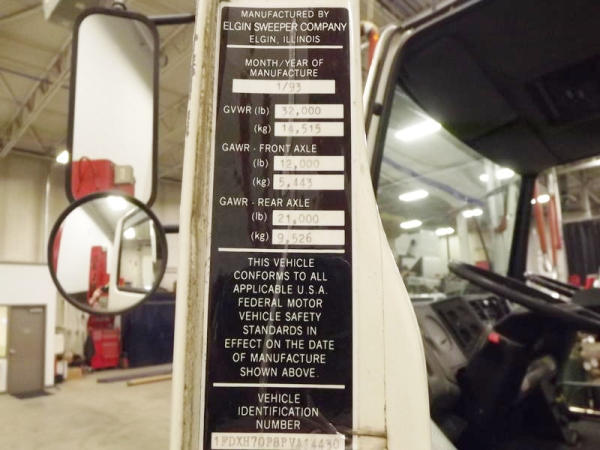 MANUFACTURED BY
ELGIN SWEEPER COMPANY
ELGIN, ILLINOIS
MONTH/YEAR OF
MANUFACTURE
1/93
GVWR (lb) 32,000
(kg) 14,515
GAWR - FRONT AXLE
(lb) 12,000
(kg) 5,443
GAWR - REAR AXLE
(lb) 21,000
(kg) 9,526
THIS VEHICLE
CONFORMS TO ALL
APPLICABLE U.S.A.
FEDERAL MOTOR
VEHICLE SAFETY
STANDARDS IN
EFFECT ON THE DATE
OF MANUFACTURE
SHOWN ABOVE.
VEHICLE
IDENTIFICATION
NUMBER